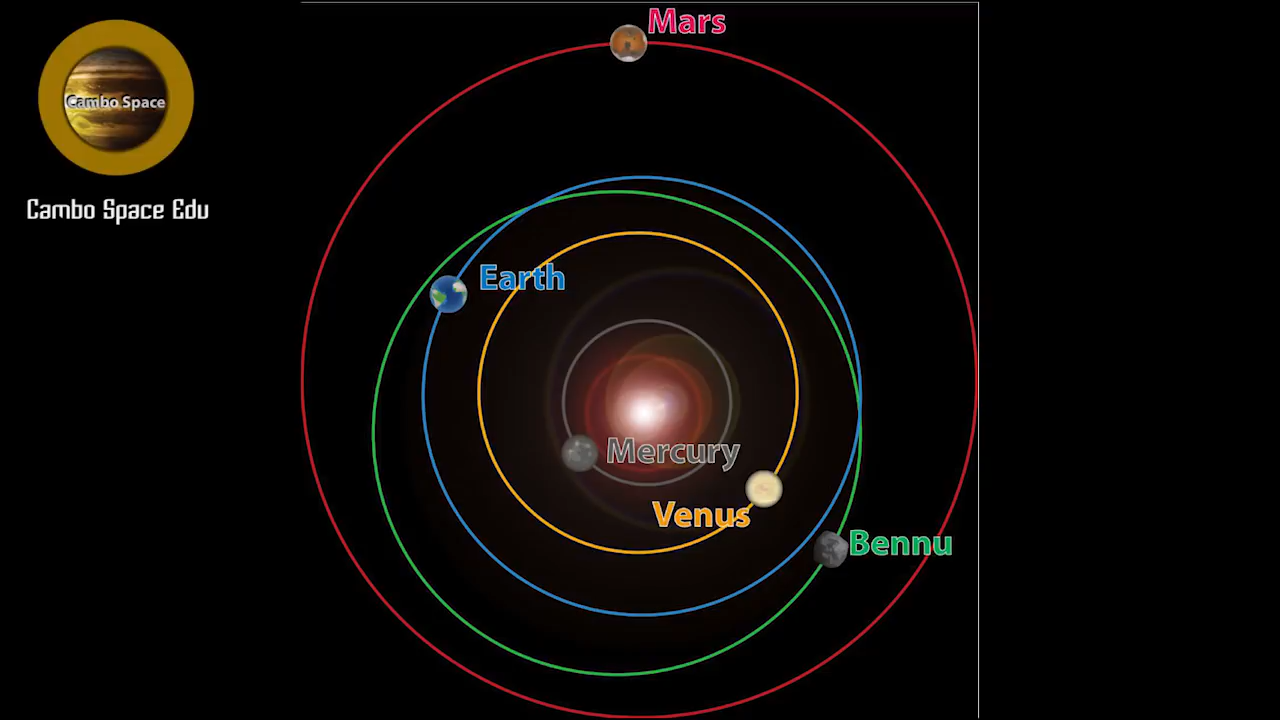 Mars
Cambo Space
Cambo Space Edu
Earth
Mercury
Venus
Bennu